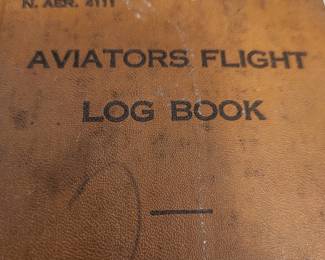 N. AER. 4111
AVIATORS FLIGHT
LOG BOOK